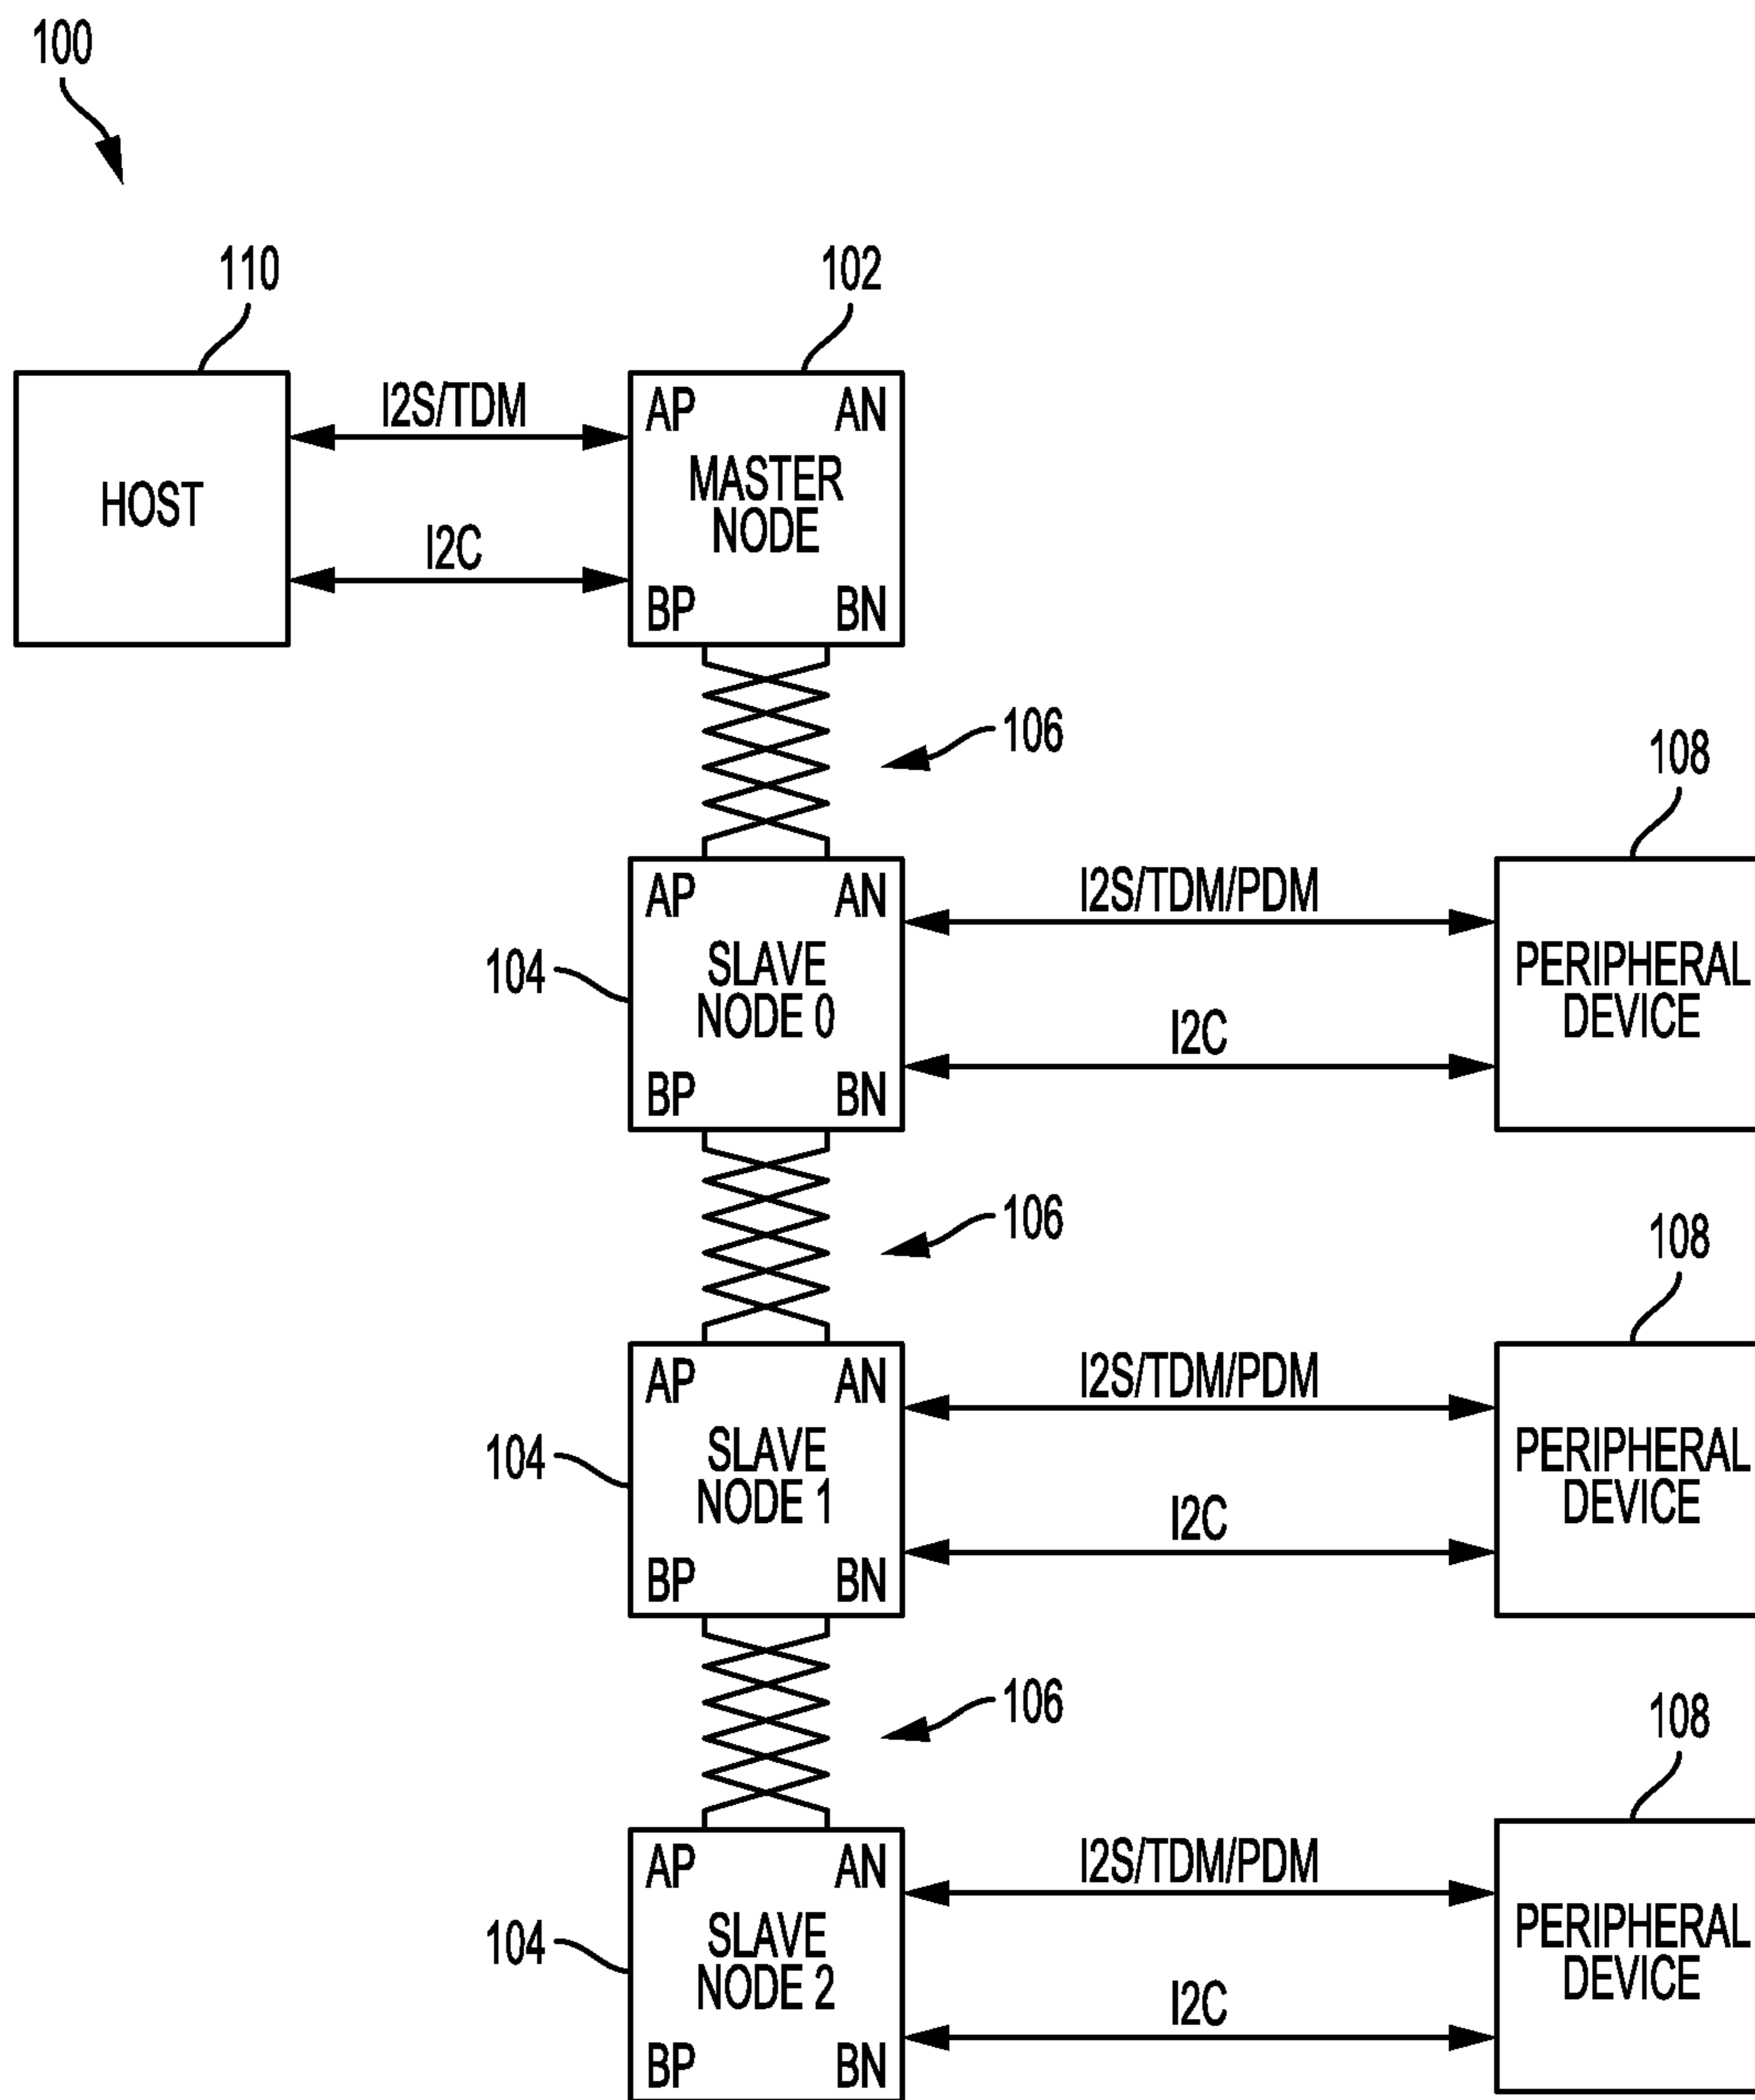 100
110
102
HOST
I2S/TDM
I2C
AP AN
MASTER
NODE
BP BN
106
108
AP AN
104
SLAVE
NODE 0
BP BN
I2S/TDM/PDM
I2C
PERIPHERAL
DEVICE
106
108
AP AN
104
SLAVE
NODE 1
BP BN
I2S/TDM/PDM
I2C
PERIPHERAL
DEVICE
106
108
AP AN
104
SLAVE
NODE 2
BP BN
I2S/TDM/PDM
I2C
PERIPHERAL
DEVICE